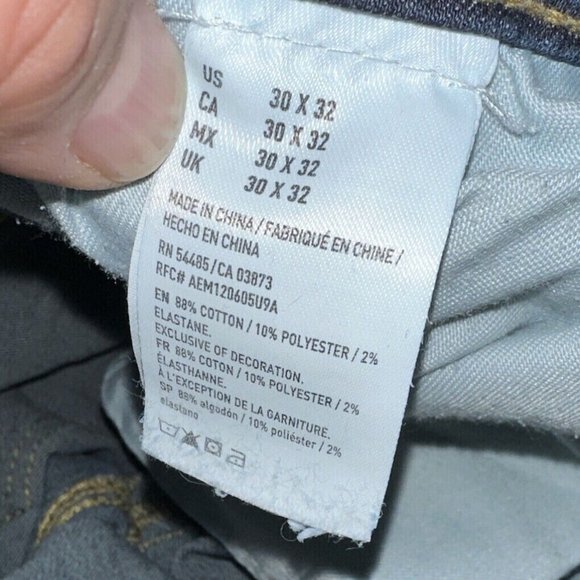 US 30 X 32
CA 30 X 32
MX 30 X 32
UK 30 X 32
MADE IN CHINA / FABRIQUÉ EN CHINE /
HECHO EN CHINA
RN 54485 / CA 03873
RFC# AEM120605U9A
EN 88% COTTON / 10% POLYESTER / 2%
ELASTANE.
EXCLUSIVE OF DECORATION.
FR 88% COTON / 10% POLYESTER / 2%
ÉLASTHANNE.
À L'EXCEPTION DE LA GARNITURE.
SP 88% algodón / 10% poliéster / 2%
elastano